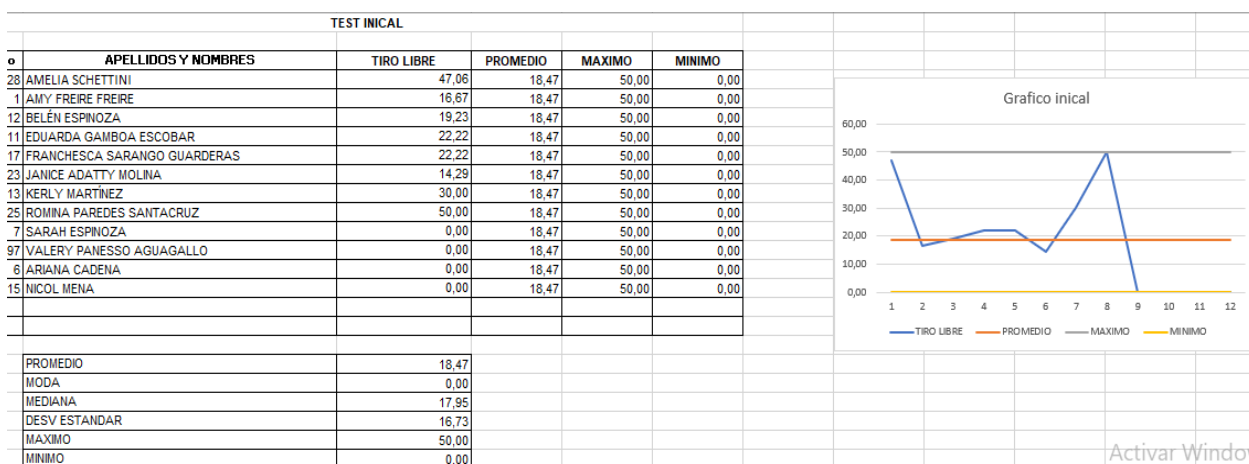 TEST INICAL
o APELLIDOS Y NOMBRES TIRO LIBRE PROMEDIO MAXIMO MINIMO
28 AMELIA SCHETTINI 47,06 18,47 50,00 0,00
1 AMY FREIRE FREIRE 16,67 18,47 50,00 0,00
12 BELÉN ESPINOZA 19,23 18,47 50,00 0,00
11 EDUARDA GAMBOA ESCOBAR 22,22 18,47 50,00 0,00
17 FRANCHESCA SARANGO GUARDERAS 22,22 18,47 50,00 0,00
23 JANICE ADATTY MOLINA 14,29 18,47 50,00 0,00
13 KERLY MARTÍNEZ 30,00 18,47 50,00 0,00
25 ROMINA PAREDES SANTACRUZ 50,00 18,47 50,00 0,00
7 SARAH ESPINOZA 0,00 18,47 50,00 0,00
97 VALERY PANESSO AGUAGALLO 0,00 18,47 50,00 0,00
6 ARIANA CADENA 0,00 18,47 50,00 0,00
15 NICOL MENA 0,00 18,47 50,00 0,00
PROMEDIO 18,47
MODA 0,00
MEDIANA 17,95
DESV ESTANDAR 16,73
MAXIMO 50,00
MINIMO 0,00
Grafico inical
60,00
50,00
40,00
30,00
20,00
10,00
0,00
1 2 3 4 5 6 7 8 9 10 11 12
TIRO LIBRE PROMEDIO MAXIMO MINIMO
Activar Windo